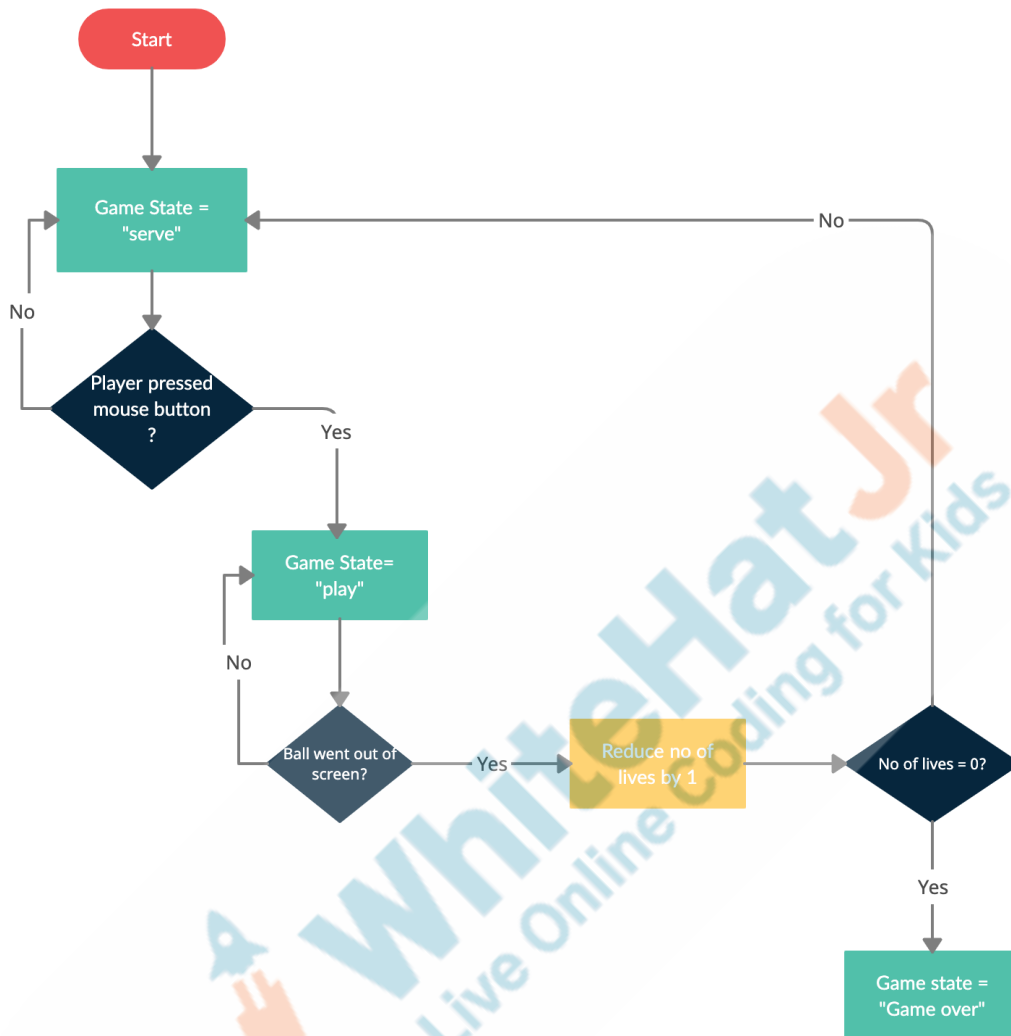 Start
Game State =
"serve"
No
No
Player pressed
mouse button
?
Yes
Game State=
"play"
No
Ball went out of
screen?
Yes
Reduce no of
lives by 1
No of lives = 0?
Yes
Game state =
"Game over"
WhiteHat Jr
Live Online Coding for Kids